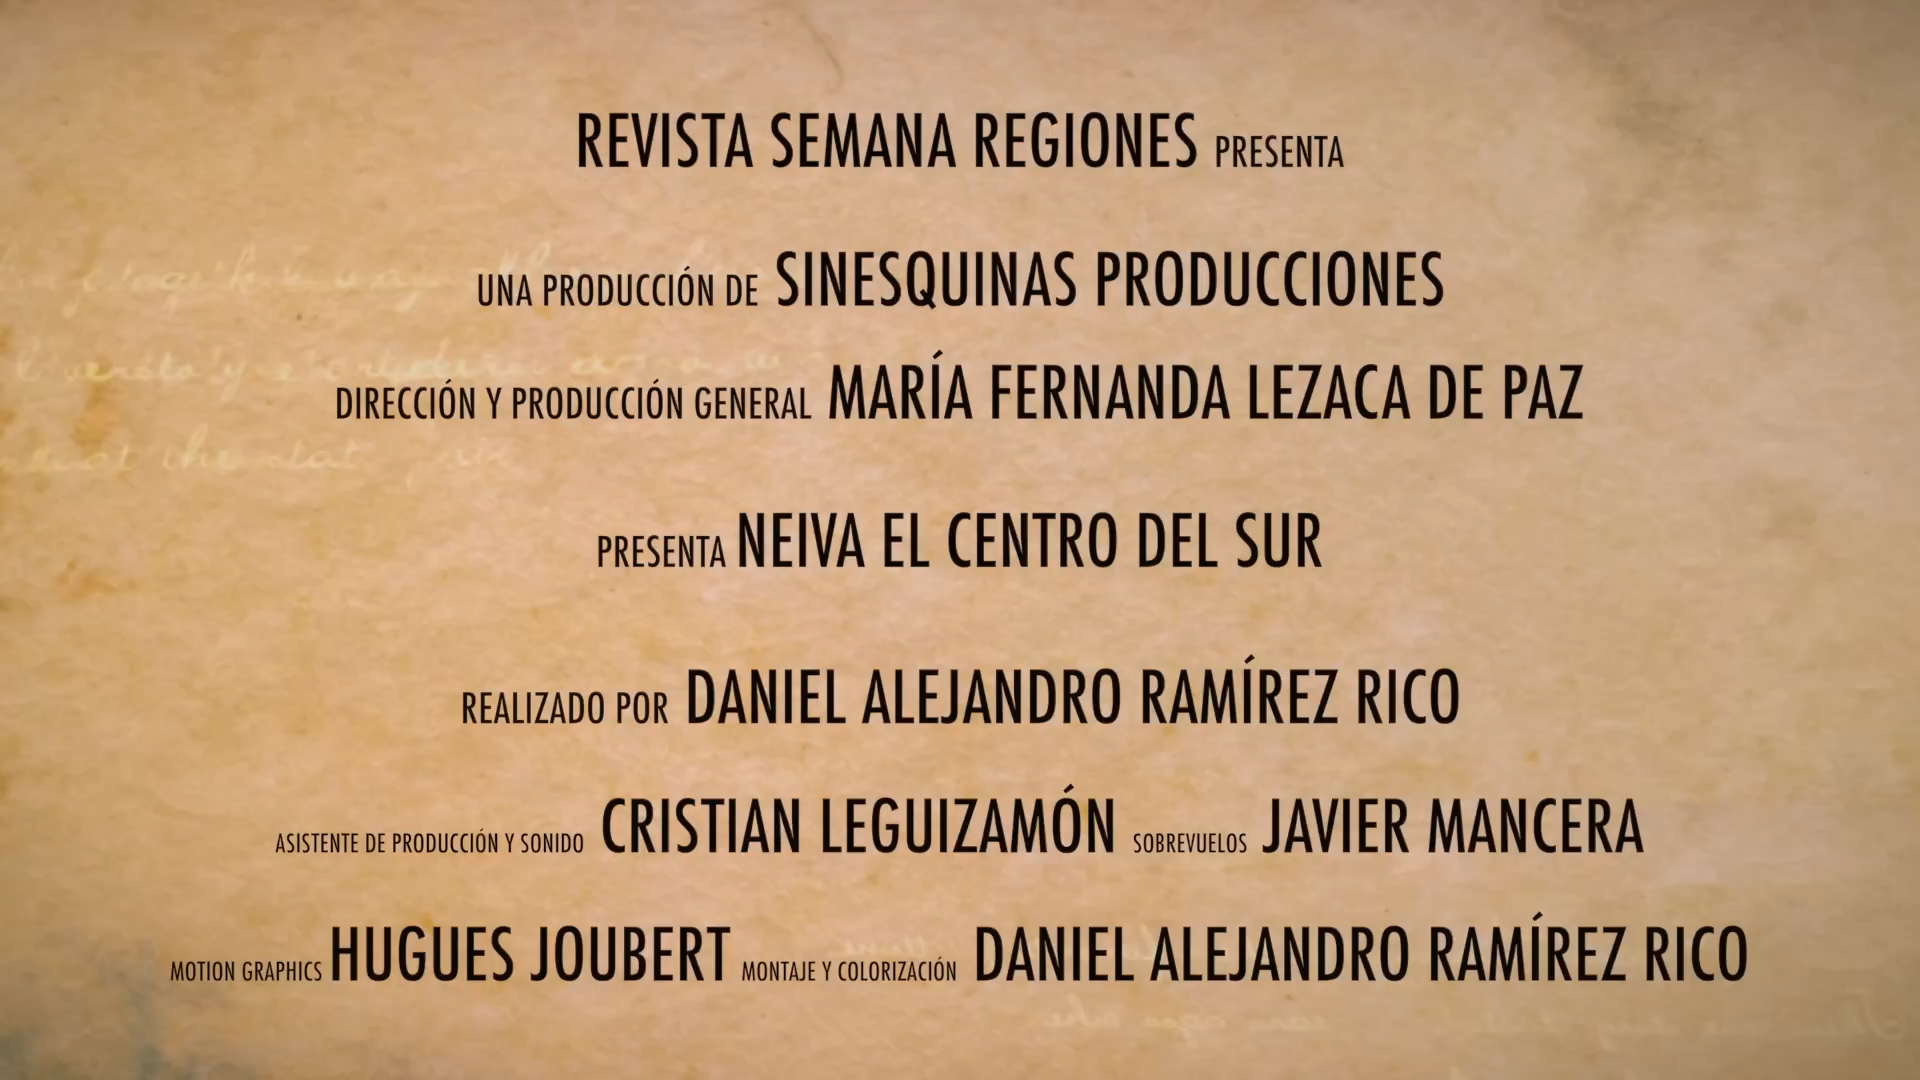 REVISTA SEMANA REGIONES PRESENTA
UNA PRODUCCIÓN DE SINESQUINAS PRODUCCIONES
DIRECCIÓN Y PRODUCCIÓN GENERAL MARÍA FERNANDA LEZACA DE PAZ
PRESENTA NEIVA EL CENTRO DEL SUR
REALIZADO POR DANIEL ALEJANDRO RAMÍREZ RICO
ASISTENTE DE PRODUCCIÓN Y SONIDO CRISTIAN LEGUIZAMÓN SOBREVUELOS JAVIER MANCERA
MOTION GRAPHICS HUGUES JOUBERT MONTAJE Y COLORIZACIÓN DANIEL ALEJANDRO RAMÍREZ RICO